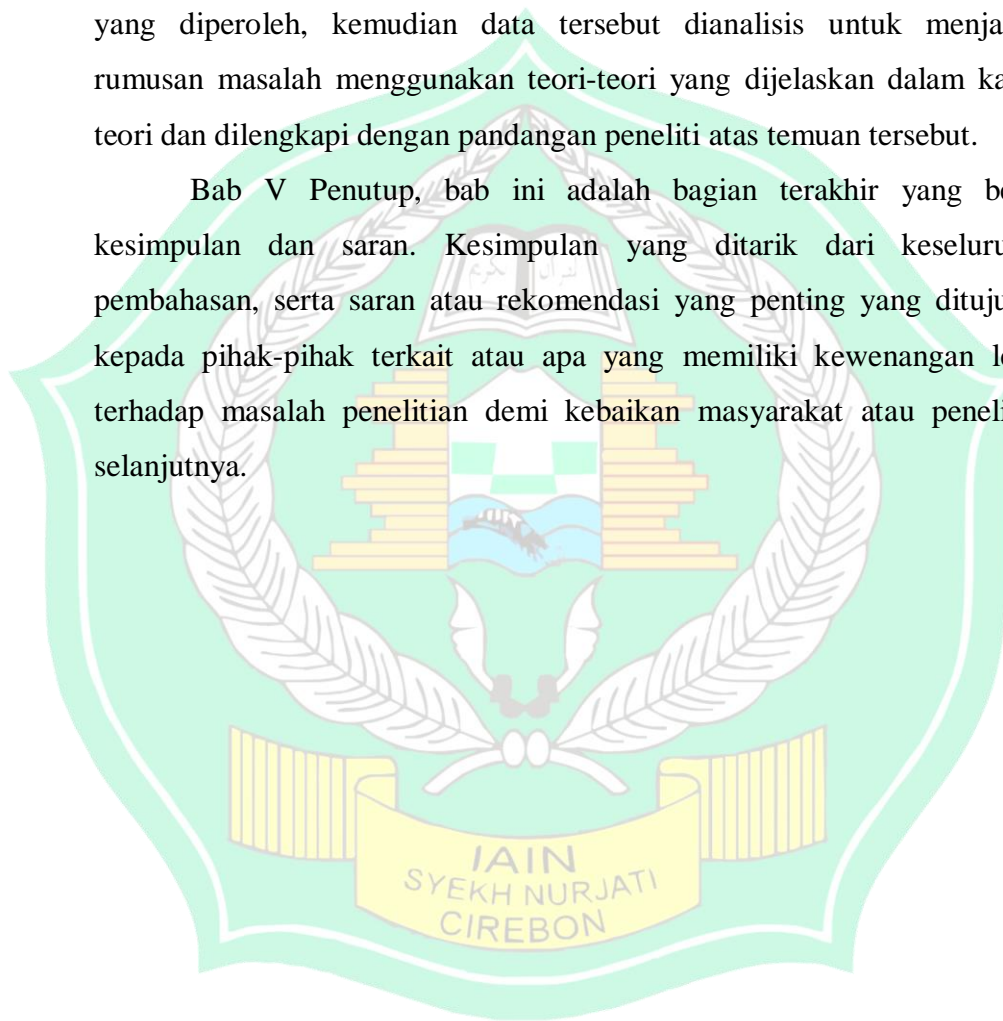 yang diperoleh, kemudian data tersebut dianalisis untuk menja
rumusan masalah menggunakan teori-teori yang dijelaskan dalam ka
teori dan dilengkapi dengan pandangan peneliti atas temuan tersebut.
Bab V Penutup, bab ini adalah bagian terakhir yang be
kesimpulan dan saran. Kesimpulan yang ditarik dari keselur
pembahasan, serta saran atau rekomendasi yang penting yang dituju
kepada pihak-pihak terkait atau apa yang memiliki kewenangan l
terhadap masalah penelitian demi kebaikan masyarakat atau peneli
selanjutnya.
IAIN
SYEKH NURJATI
CIREBON